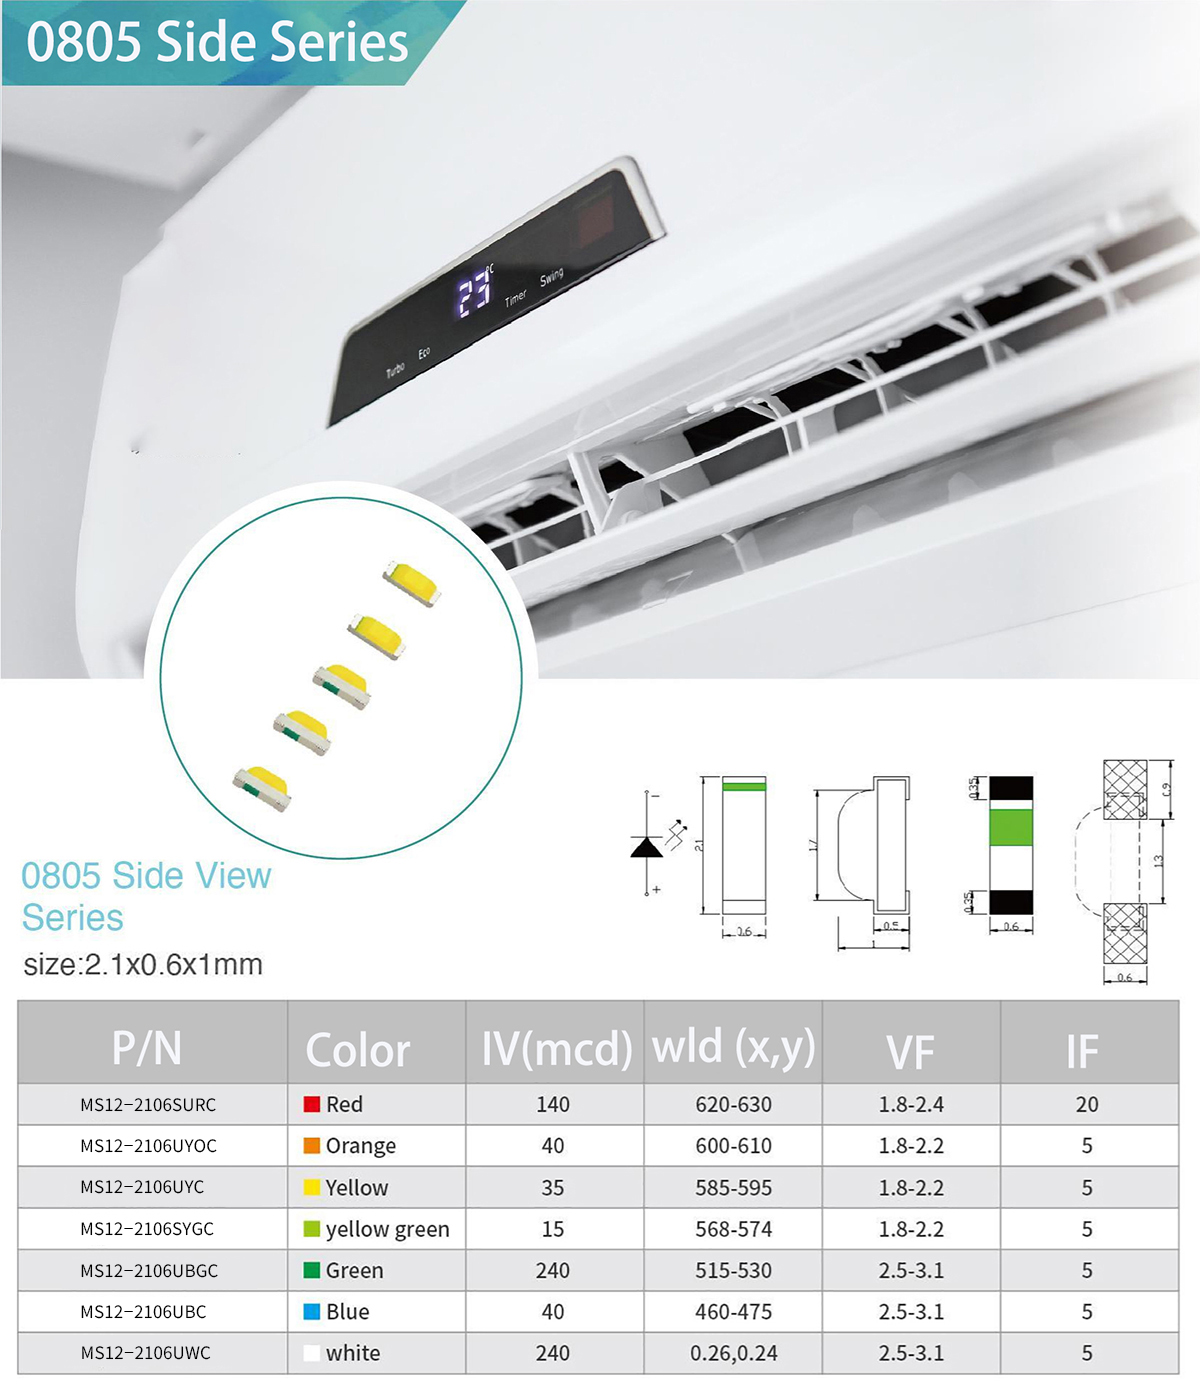 0805 Side Series
23°C
Swing
Timer
Eco
Turbo
0805 Side View
Series
size:2.1x0.6x1mm
-
+
2.1
0.6
1.7
0.5
1
0.35
0.35
0.6
0.9
1.3
0.6
P/N Color IV(mcd) wld (x,y) VF IF
MS12-2106SURC Red 140 620-630 1.8-2.4 20
MS12-2106UYOC Orange 40 600-610 1.8-2.2 5
MS12-2106UYC Yellow 35 585-595 1.8-2.2 5
MS12-2106SYGC yellow green 15 568-574 1.8-2.2 5
MS12-2106UBGC Green 240 515-530 2.5-3.1 5
MS12-2106UBC Blue 40 460-475 2.5-3.1 5
MS12-2106UWC white 240 0.26,0.24 2.5-3.1 5